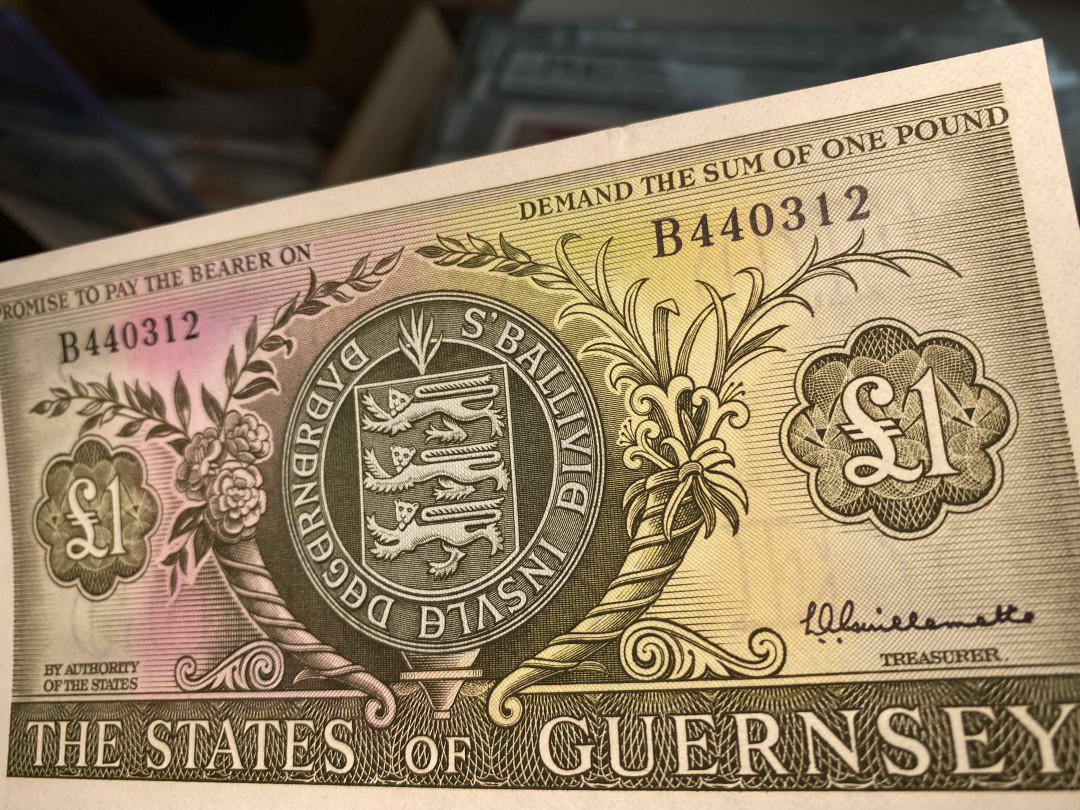 PROMISE TO PAY THE BEARER ON
DEMAND THE SUM OF ONE POUND
B440312
B440312
S'BALLIVIE INSVLE DEGERNEREYE
£1
£1
BY AUTHORITY
OF THE STATES
TREASURER.
THE STATES OF GUERNSEY